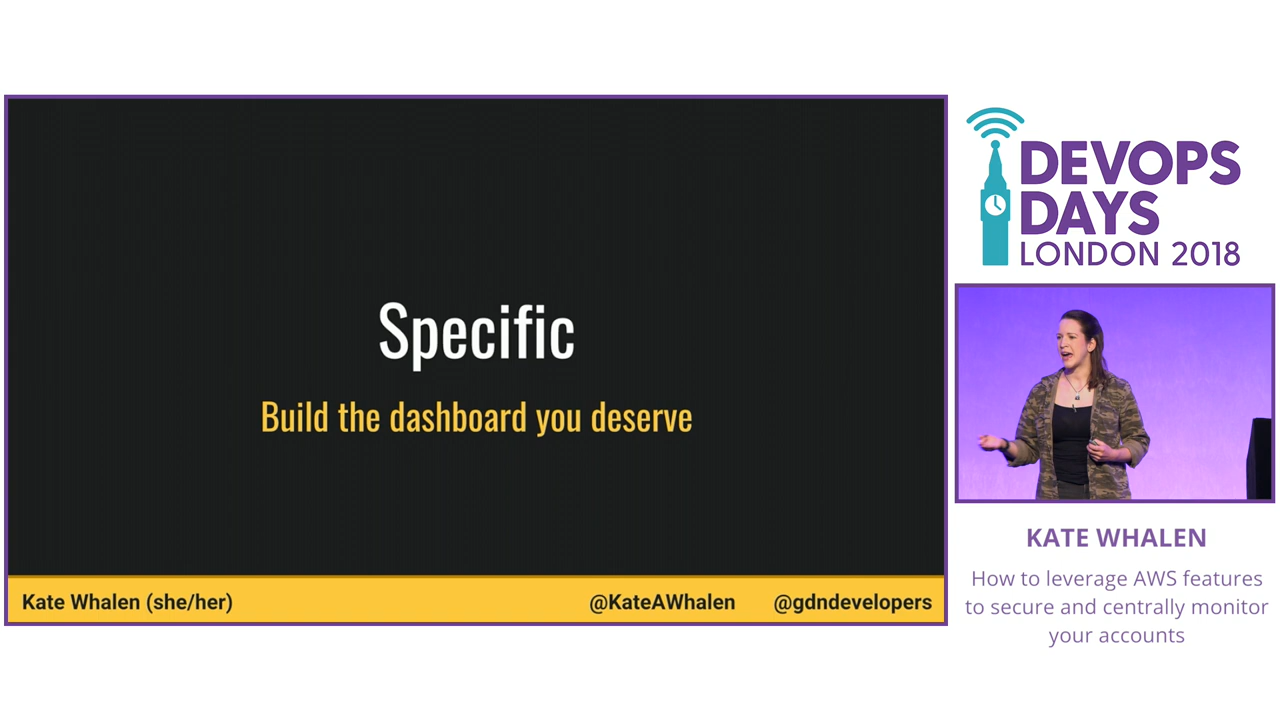 Specific
Build the dashboard you deserve
Kate Whalen (she/her)
@KateAWhalen
@gdndevelopers
DEVOPS
DAYS
LONDON 2018
KATE WHALEN
How to leverage AWS features
to secure and centrally monitor
your accounts